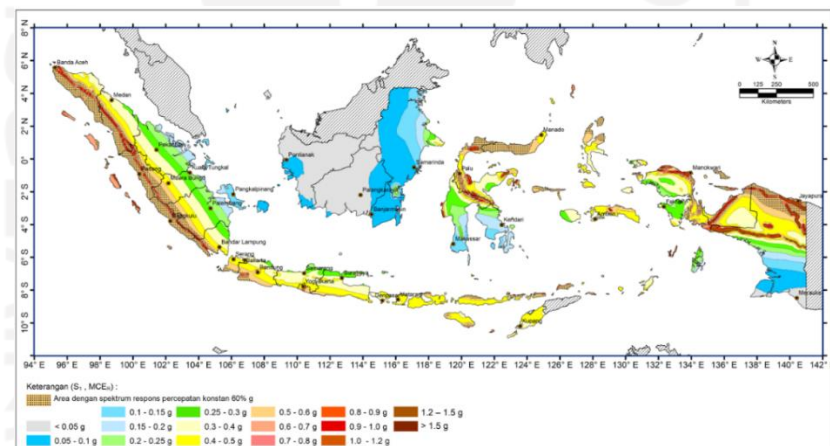 8° N
6° N
4° N
2° N
0°
2° S
4° S
6° S
8° S
10° S
Banda Aceh
Medan
Pekanbaru
Kuala Tungkal
Padang
Muara Bungo
Pangkalpinang
Palembang
Bengkulu
Bandar Lampung
Serang
Jakarta
Bandung
Semarang
Surabaya
Yogyakarta
Denpasar
Mataram
Kupang
Pontianak
Palangkaraya
Banjarmasin
Samarinda
Manado
Palu
Kendari
Makassar
Ambon
Manokwari
Jayapura
Merauke
N
W
E
S
0 125 250 500
Kilometers
94° E 96° E 98° E 100° E 102° E 104° E 106° E 108° E 110° E 112° E 114° E 116° E 118° E 120° E 122° E 124° E 126° E 128° E 130° E 132° E 134° E 136° E 138° E 140° E 142° E
Keterangan (S₁ , MCEᵣ) :
Area dengan spektrum respons percepatan konstan 60% g
< 0.05 g
0.05 - 0.1 g
0.1 - 0.15 g
0.15 - 0.2 g
0.2 - 0.25 g
0.25 - 0.3 g
0.3 - 0.4 g
0.4 - 0.5 g
0.5 - 0.6 g
0.6 - 0.7 g
0.7 - 0.8 g
0.8 - 0.9 g
0.9 - 1.0 g
1.0 - 1.2 g
1.2 – 1.5 g
> 1.5 g